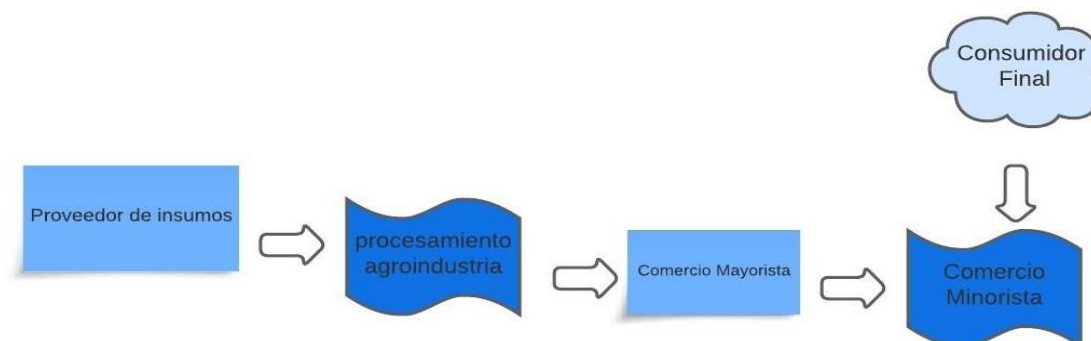 Consumidor
Final
Proveedor de insumos
procesamiento
agroindustria
Comercio Mayorista
Comercio
Minorista